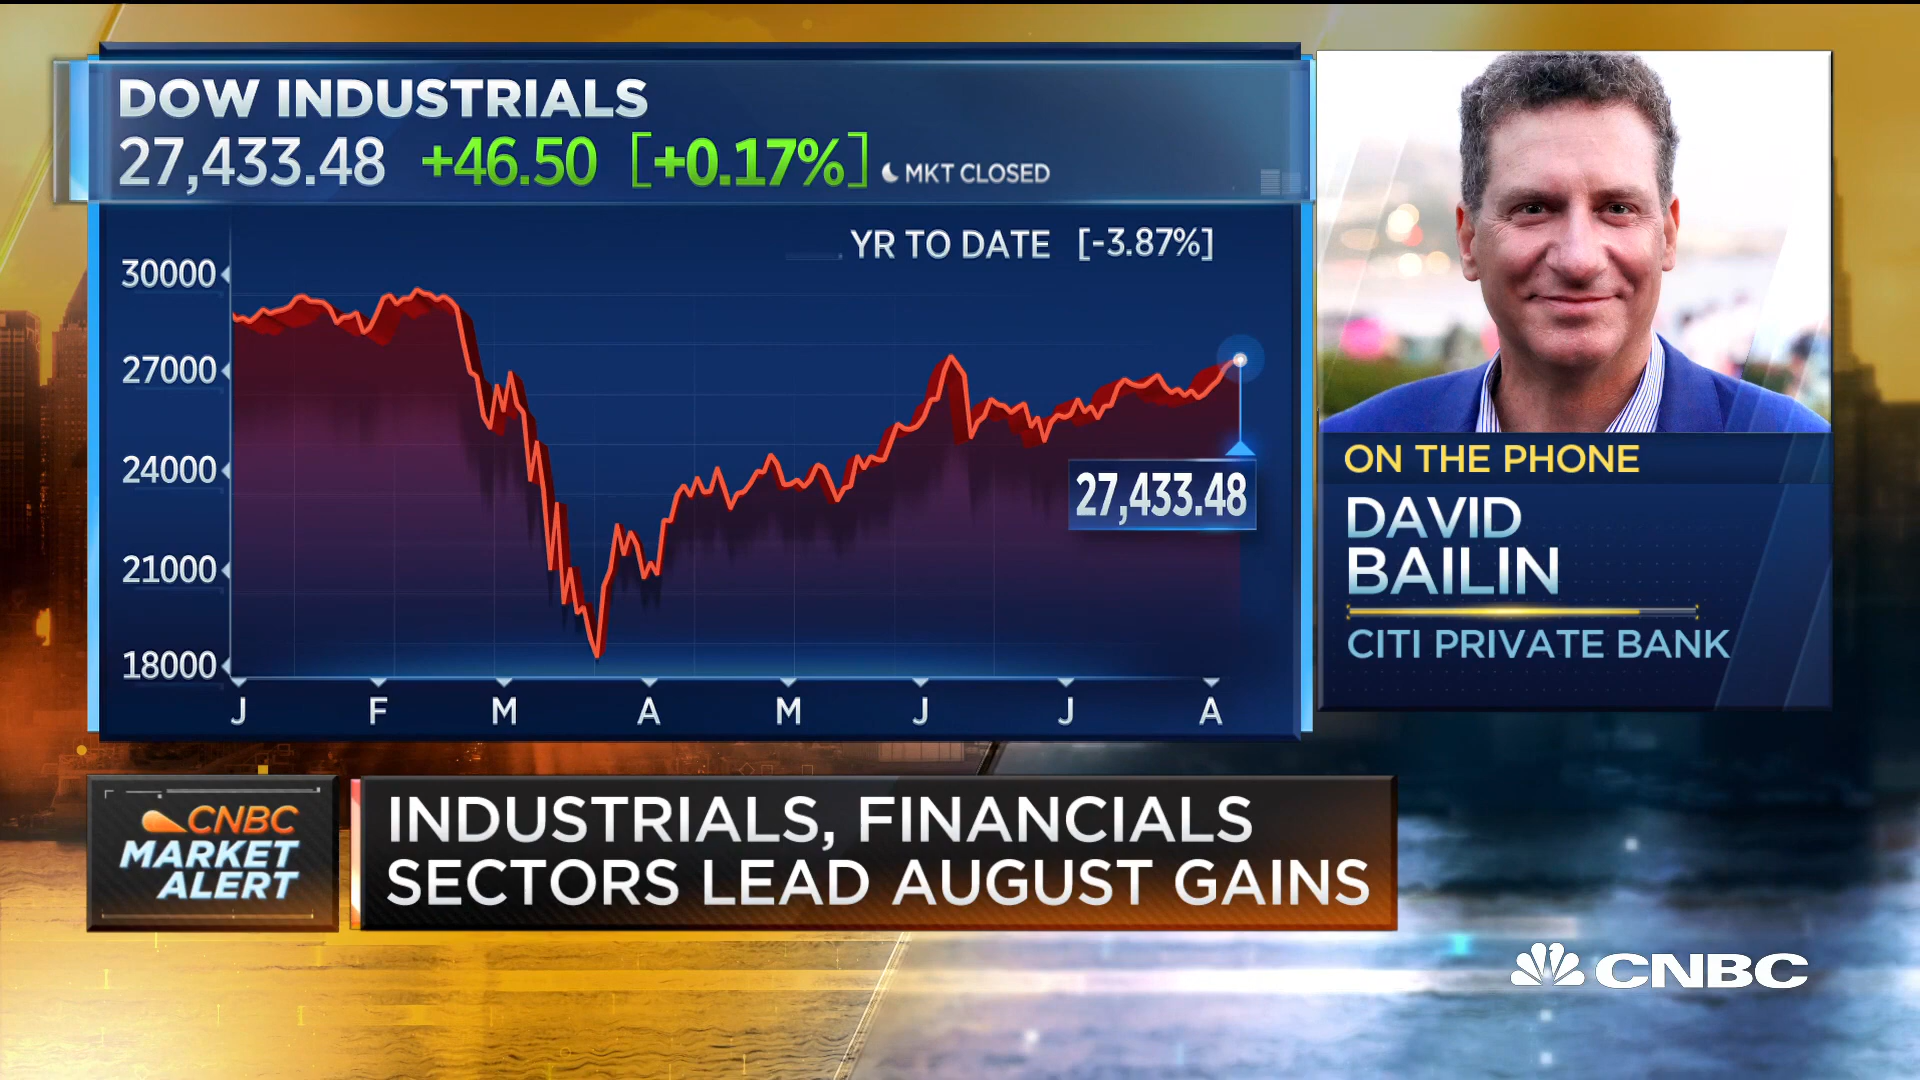 DOW INDUSTRIALS
27,433.48 +46.50 [+0.17%] MKT CLOSED
YR TO DATE [-3.87%]
30000
27000
24000
21000
18000
27,433.48
J F M A M J J A
ON THE PHONE
DAVID
BAILIN
CITI PRIVATE BANK
CNBC
MARKET
ALERT
INDUSTRIALS, FINANCIALS
SECTORS LEAD AUGUST GAINS
CNBC